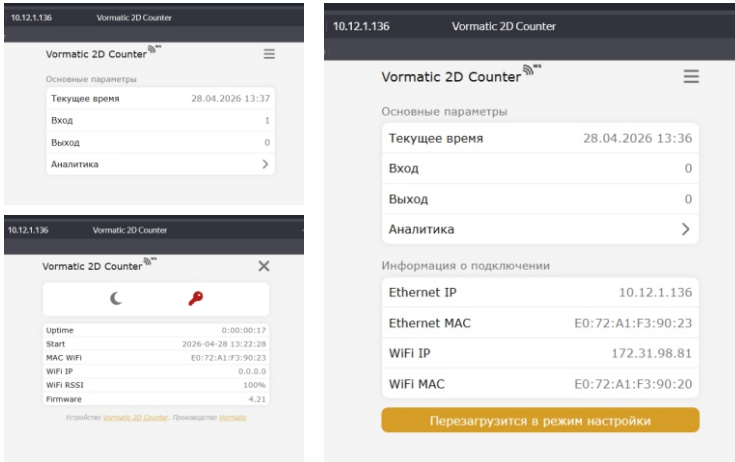 10.12.1.136 Vormatic 2D Counter
Vormatic 2D Counter
Основные параметры
Текущее время 28.04.2026 13:37
Вход 1
Выход 0
Аналитика
10.12.1.136 Vormatic 2D Counter
Vormatic 2D Counter
Uptime 0:00:00:17
Start 2026-04-28 13:22:28
MAC WiFi E0:72:A1:F3:90:23
WiFi IP 0.0.0.0
WiFi RSSI 100%
Firmware 4.21
Устройство Vormatic 2D Counter. Производство Vormatic
10.12.1.136 Vormatic 2D Counter
Vormatic 2D Counter
Основные параметры
Текущее время 28.04.2026 13:36
Вход 0
Выход 0
Аналитика
Информация о подключении
Ethernet IP 10.12.1.136
Ethernet MAC E0:72:A1:F3:90:23
WiFi IP 172.31.98.81
WiFi MAC E0:72:A1:F3:90:20
Перезагрузится в режим настройки